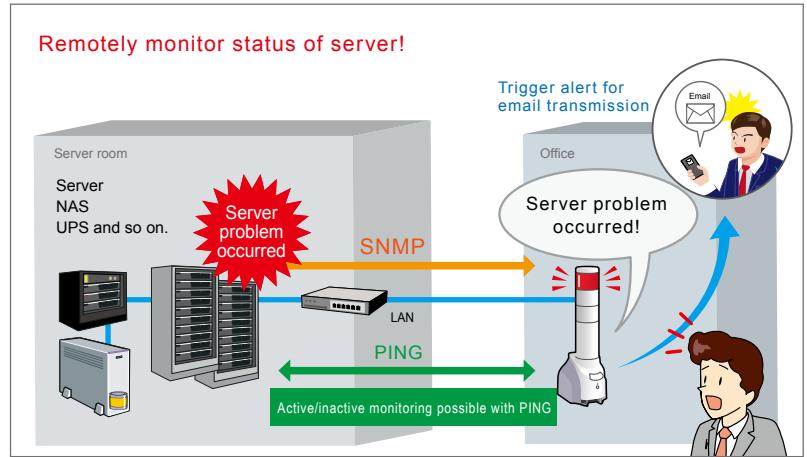 Remotely monitor status of server!
Trigger alert for
email transmission
Email
Server room
Server
NAS
UPS and so on.
Server
problem
occurred
SNMP
LAN
PING
Active/inactive monitoring possible with PING
Office
Server problem
occurred!